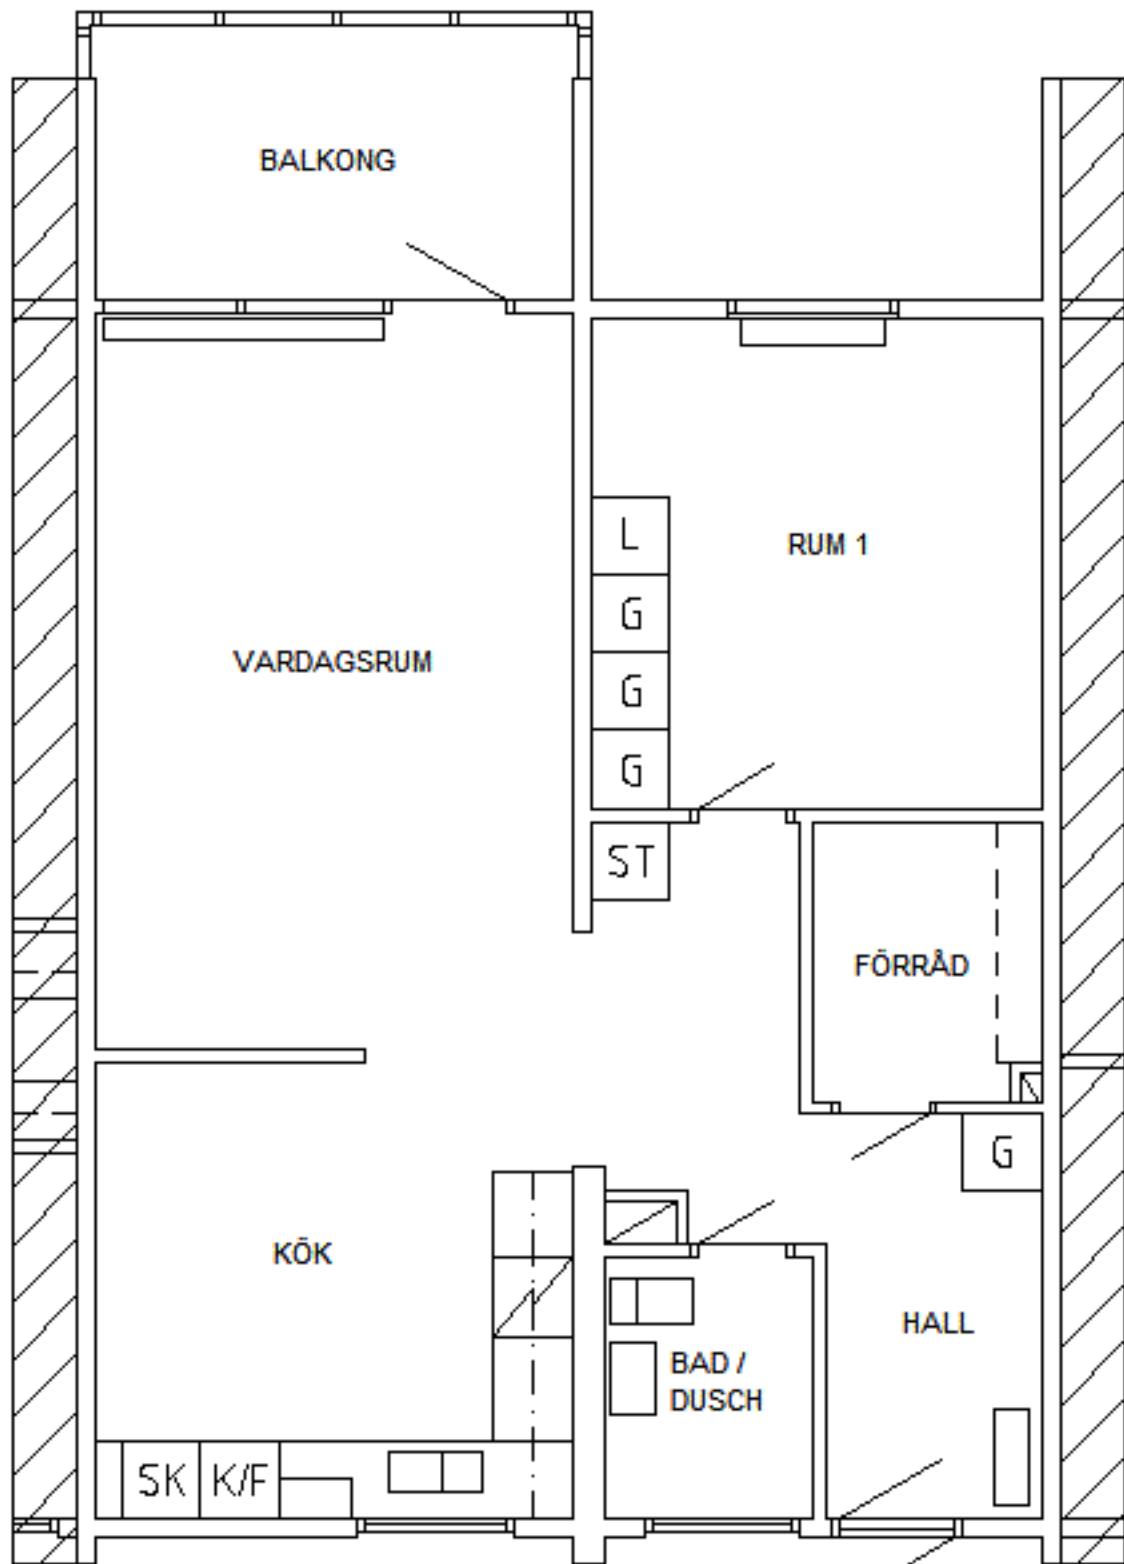 BALKONG
L
RUM 1
G
VARDAGSRUM
G
G
ST
FÖRRÅD
G
KÖK
HALL
BAD /
DUSCH
SK
K/F